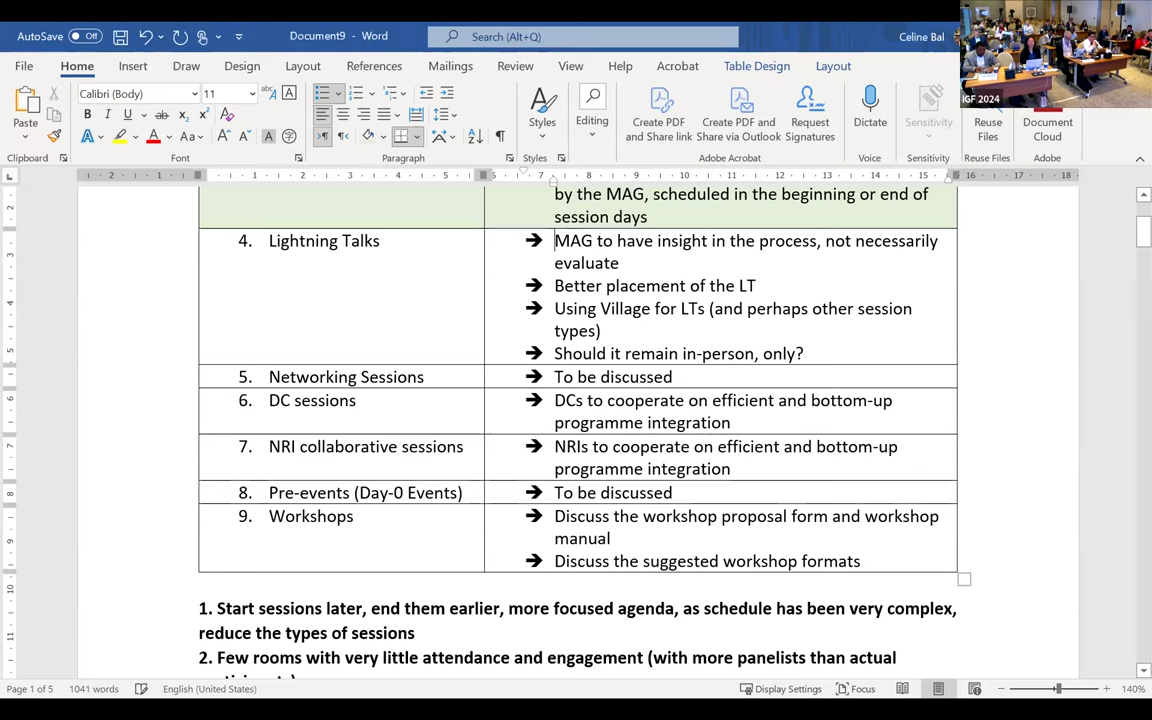 AutoSave Off Document9 - Word Search (Alt+Q) Celine Bal
File Home Insert Draw Design Layout References Mailings Review View Help Acrobat Table Design Layout
IGF 2024
Calibri (Body) 11
Paste Styles Editing Create PDF and Share link Create PDF and Share via Outlook Request Signatures Dictate Sensitivity Reuse Files Document Cloud
Clipboard Font Paragraph Styles Adobe Acrobat Voice Sensitivity Reuse Files Adobe
by the MAG, scheduled in the beginning or end of
session days
4. Lightning Talks ➔ MAG to have insight in the process, not necessarily
evaluate
➔ Better placement of the LT
➔ Using Village for LTs (and perhaps other session
types)
➔ Should it remain in-person, only?
5. Networking Sessions ➔ To be discussed
6. DC sessions ➔ DCs to cooperate on efficient and bottom-up
programme integration
7. NRI collaborative sessions ➔ NRIs to cooperate on efficient and bottom-up
programme integration
8. Pre-events (Day-0 Events) ➔ To be discussed
9. Workshops ➔ Discuss the workshop proposal form and workshop
manual
➔ Discuss the suggested workshop formats
1. Start sessions later, end them earlier, more focused agenda, as schedule has been very complex,
reduce the types of sessions
2. Few rooms with very little attendance and engagement (with more panelists than actual
Page 1 of 5 1041 words English (United States) Display Settings Focus 140%